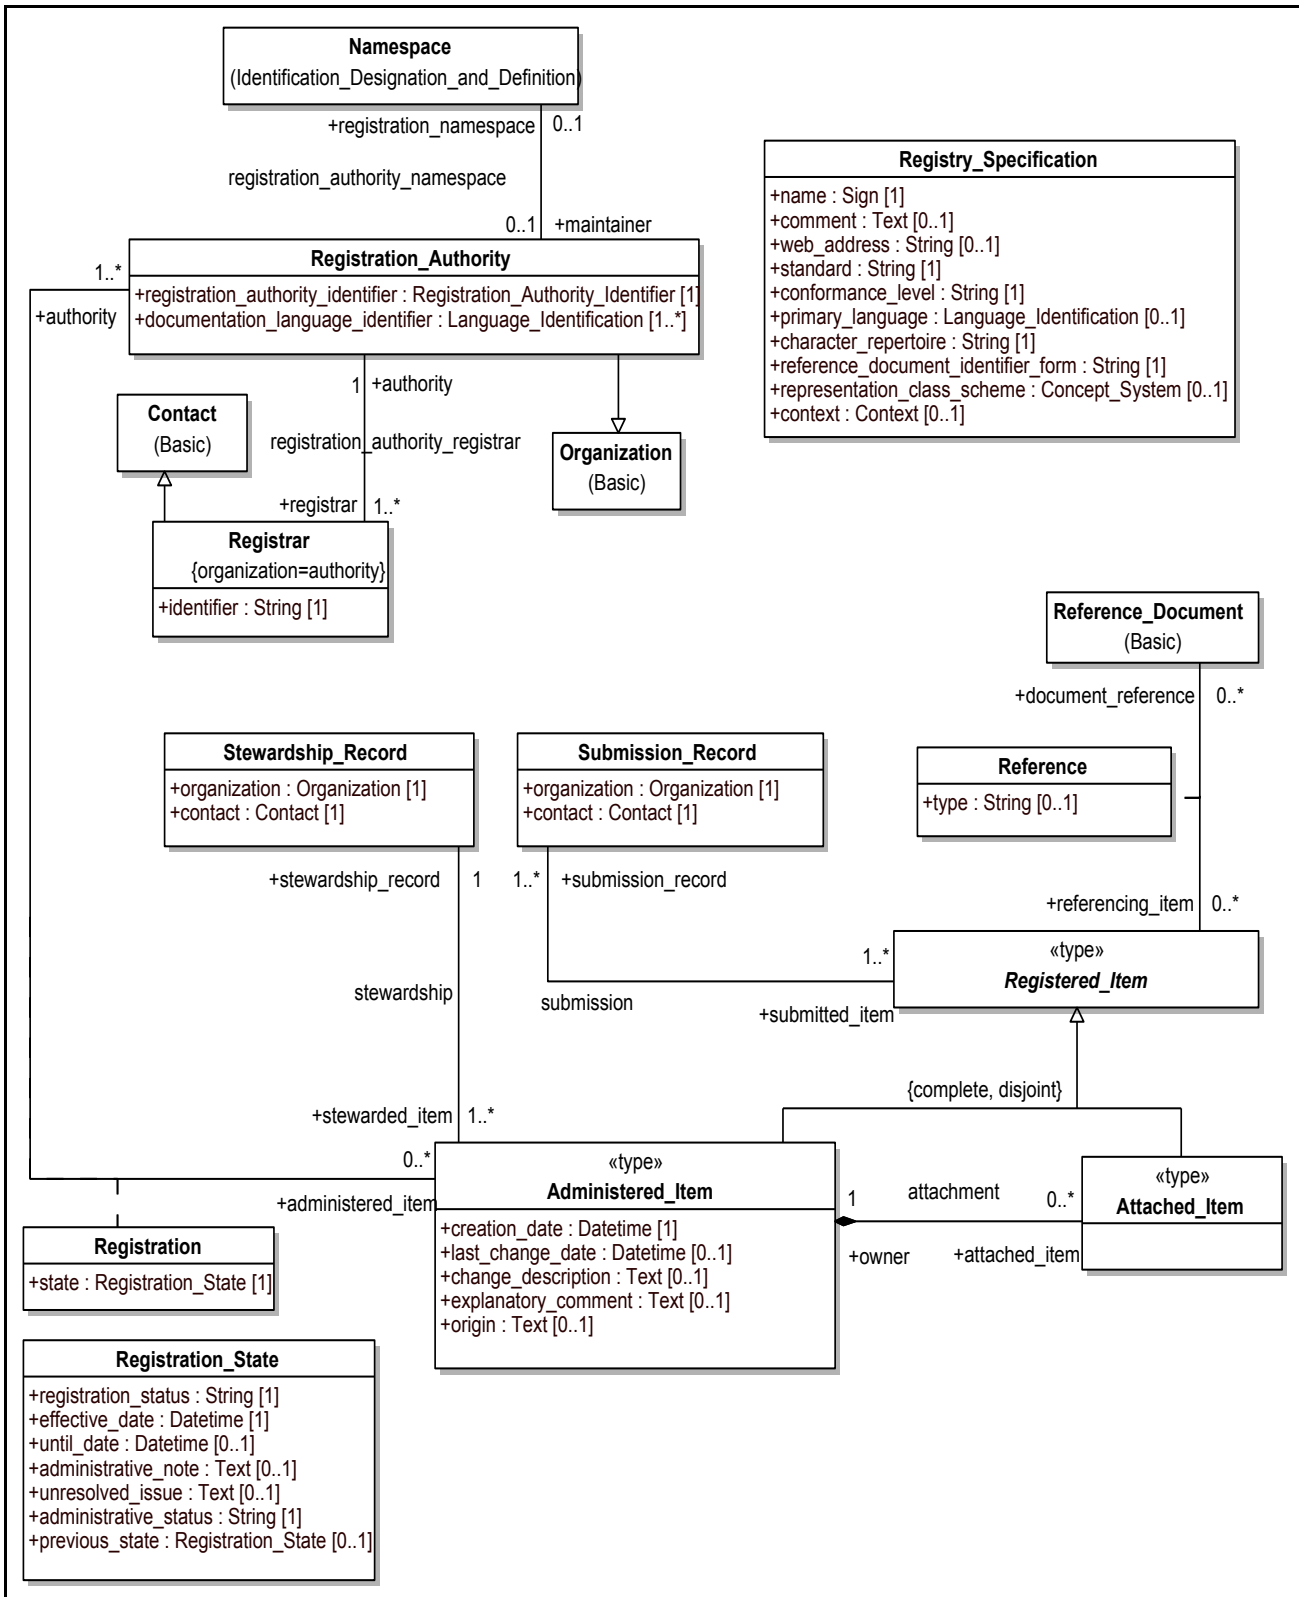 Namespace
(Identification_Designation_and_Definition)
+registration_namespace
0..1
registration_authority_namespace
0..1
+maintainer
Registry_Specification
+name : Sign [1]
+comment : Text [0..1]
+web_address : String [0..1]
+standard : String [1]
+conformance_level : String [1]
+primary_language : Language_Identification [0..1]
+character_repertoire : String [1]
+reference_document_identifier_form : String [1]
+representation_class_scheme : Concept_System [0..1]
+context : Context [0..1]
Registration_Authority
+registration_authority_identifier : Registration_Authority_Identifier [1]
+documentation_language_identifier : Language_Identification [1..*]
1..*
+authority
1
+authority
registration_authority_registrar
+registrar
1..*
Contact
(Basic)
Organization
(Basic)
Registrar
{organization=authority}
+identifier : String [1]
Reference_Document
(Basic)
+document_reference
0..*
Reference
+type : String [0..1]
+referencing_item
0..*
Stewardship_Record
+organization : Organization [1]
+contact : Contact [1]
+stewardship_record
1
stewardship
+stewarded_item
1..*
Submission_Record
+organization : Organization [1]
+contact : Contact [1]
1..*
+submission_record
submission
1..*
+submitted_item
«type»
Registered_Item
{complete, disjoint}
0..*
+administered_item
«type»
Administered_Item
+creation_date : Datetime [1]
+last_change_date : Datetime [0..1]
+change_description : Text [0..1]
+explanatory_comment : Text [0..1]
+origin : Text [0..1]
1
attachment
0..*
+owner
+attached_item
«type»
Attached_Item
Registration
+state : Registration_State [1]
Registration_State
+registration_status : String [1]
+effective_date : Datetime [1]
+until_date : Datetime [0..1]
+administrative_note : Text [0..1]
+unresolved_issue : Text [0..1]
+administrative_status : String [1]
+previous_state : Registration_State [0..1]